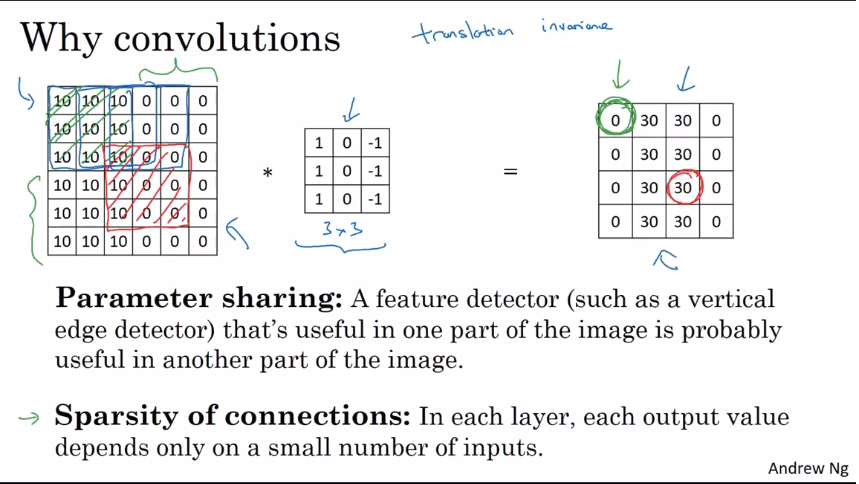 Why convolutions
translation invariance
10 10 10 0 0 0
10 10 10 0 0 0
10 10 10 0 0 0
10 10 10 0 0 0
10 10 10 0 0 0
10 10 10 0 0 0
*
1 0 -1
1 0 -1
1 0 -1
3 x 3
=
0 30 30 0
0 30 30 0
0 30 30 0
0 30 30 0
Parameter sharing: A feature detector (such as a vertical
edge detector) that's useful in one part of the image is probably
useful in another part of the image.
→ Sparsity of connections: In each layer, each output value
depends only on a small number of inputs.
Andrew Ng